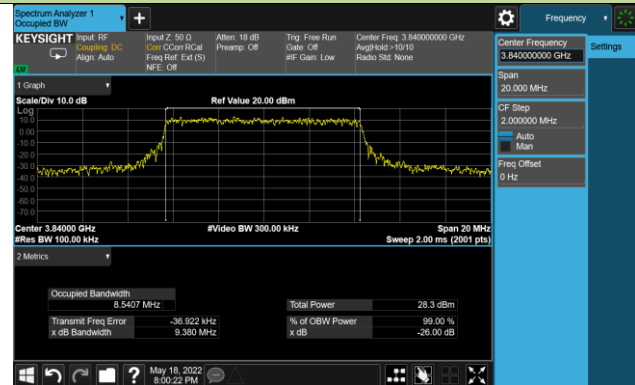 Spectrum Analyzer 1
Occupied BW
Frequency
KEYSIGHT Input: RF Input Z: 50 Ω Atten: 18 dB Trig: Free Run Center Freq: 3.840000000 GHz
Coupling: DC Corr CCorr RCal Preamp: Off Gate: Off Avg|Hold:>10/10
Align: Auto Freq Ref: Ext (S) #IF Gain: Low Radio Std: None
LXI NFE: Off
Center Frequency
3.840000000 GHz
Settings
Span
20.000 MHz
CF Step
2.000000 MHz
Auto
Man
Freq Offset
0 Hz
1 Graph
Scale/Div 10.0 dB Ref Value 20.00 dBm
Log
10.0
0.00
-10.0
-20.0
-30.0
-40.0
-50.0
-60.0
-70.0
Center 3.84000 GHz #Video BW 300.00 kHz Span 20 MHz
#Res BW 100.00 kHz Sweep 2.00 ms (2001 pts)
2 Metrics
Occupied Bandwidth
8.5407 MHz Total Power 28.3 dBm
Transmit Freq Error -36.922 kHz % of OBW Power 99.00 %
x dB Bandwidth 9.380 MHz x dB -26.00 dB
May 18, 2022
8:00:22 PM